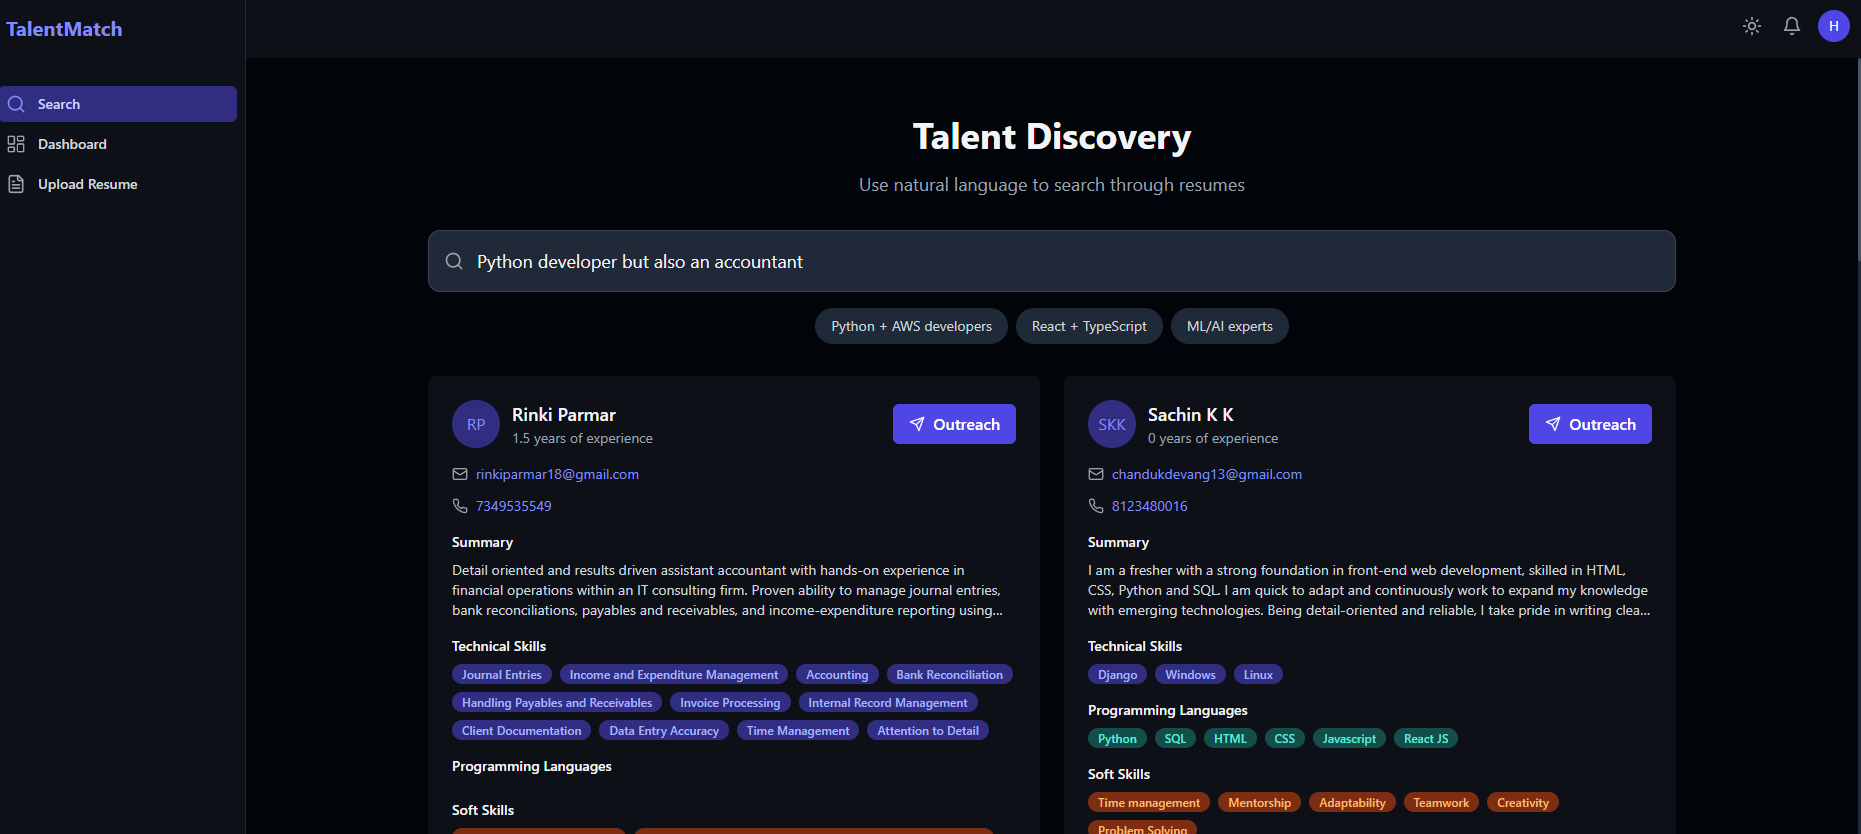 TalentMatch
H
Search
Dashboard
Upload Resume
Talent Discovery
Use natural language to search through resumes
Python developer but also an accountant
Python + AWS developers
React + TypeScript
ML/AI experts
RP
Rinki Parmar
1.5 years of experience
Outreach
rinkiparmar18@gmail.com
7349535549
Summary
Detail oriented and results driven assistant accountant with hands-on experience in
financial operations within an IT consulting firm. Proven ability to manage journal entries,
bank reconciliations, payables and receivables, and income-expenditure reporting using...
Technical Skills
Journal Entries
Income and Expenditure Management
Accounting
Bank Reconciliation
Handling Payables and Receivables
Invoice Processing
Internal Record Management
Client Documentation
Data Entry Accuracy
Time Management
Attention to Detail
Programming Languages
Soft Skills
SKK
Sachin K K
0 years of experience
Outreach
chandukdevang13@gmail.com
8123480016
Summary
I am a fresher with a strong foundation in front-end web development, skilled in HTML,
CSS, Python and SQL. I am quick to adapt and continuously work to expand my knowledge
with emerging technologies. Being detail-oriented and reliable, I take pride in writing clea...
Technical Skills
Django
Windows
Linux
Programming Languages
Python
SQL
HTML
CSS
Javascript
React JS
Soft Skills
Time management
Mentorship
Adaptability
Teamwork
Creativity
Problem Solving